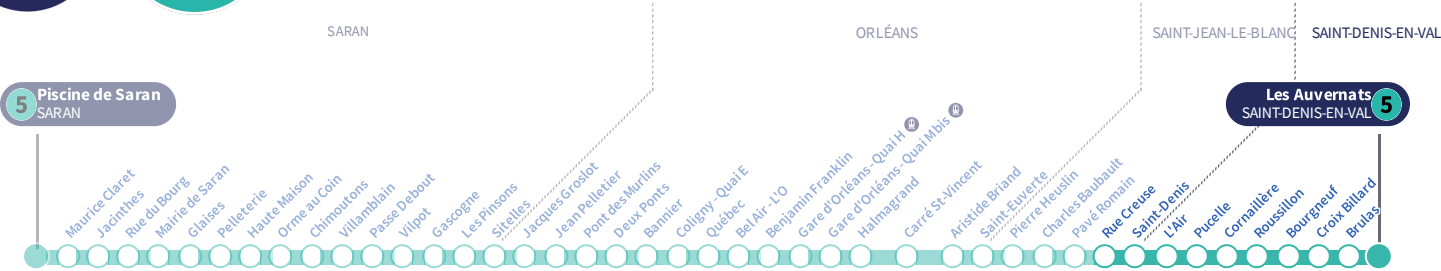 SARAN
ORLÉANS
SAINT-JEAN-LE-BLANC
SAINT-DENIS-EN-VAL
5
Piscine de Saran
SARAN
Les Auvernats
SAINT-DENIS-EN-VAL
5
Maurice Claret
Jacinthes
Rue du Bourg
Mairie de Saran
Glaises
Pelleterie
Haute Maison
Orme au Coin
Chimoutons
Villamblain
Passe Debout
Vilpot
Gascogne
Les Pinsons
Sitelles
Jacques Groslot
Jean Pelletier
Pont des Murlins
Deux Ponts
Bannier
Coligny - Quai E
Québec
Bel Air - L'O
Benjamin Franklin
Gare d'Orléans - Quai H
Gare d'Orléans - Quai Mbis
Halmagrand
Carré St-Vincent
Aristide Briand
Saint-Euverte
Pierre Heuslin
Charles Baubault
Pavé Romain
Rue Creuse
Saint-Denis
L'Air
Pucelle
Cornaillère
Roussillon
Bourgneuf
Croix Billard
Brulas